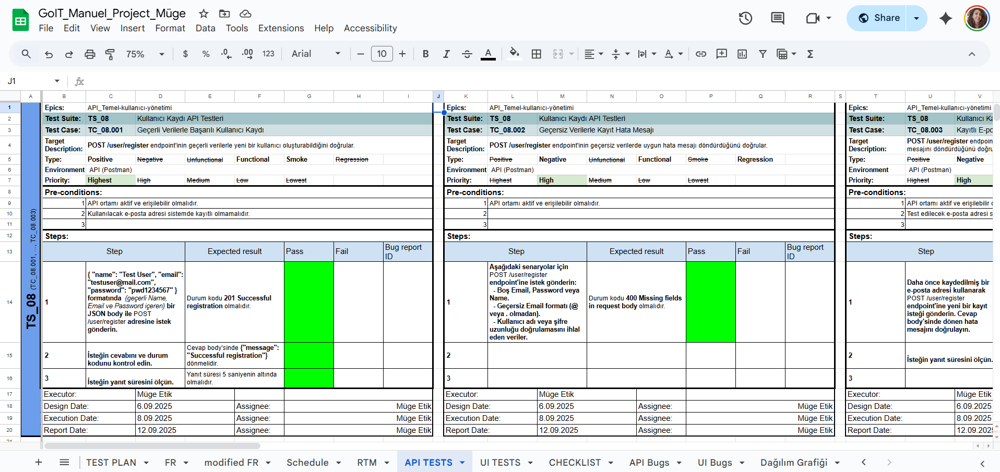 GoIT_Manuel_Project_Müge
File Edit View Insert Format Data Tools Extensions Help Accessibility
Share
75% $ % .0 .00 123 Arial 10 B I A Σ
J1 fx
A B C D E F G H I J K L M N O P Q R S T U V
TS_08 (TC_08.001, ..., TC_08.003)
1 Epics: API_Temel-kullanıcı-yönetimi
2 Test Suite: TS_08 Kullanıcı Kaydı API Testleri
3 Test Case: TC_08.001 Geçerli Verilerle Başarılı Kullanıcı Kaydı
4 Target Description: POST /user/register endpoint'inin geçerli verilerle yeni bir kullanıcı oluşturabildiğini doğrular.
5 Type: Positive Negative Unfunctional Functional Smoke Regression
6 Environment API (Postman)
7 Priority: Highest High Medium Low Lowest
8 Pre-conditions:
9 1 API ortamı aktif ve erişilebilir olmalıdır.
10 2 Kullanılacak e-posta adresi sistemde kayıtlı olmamalıdır.
11 3
12 Steps:
13 Step Expected result Pass Fail Bug report ID
14 1
{ "name": "Test User", "email":
"testuser@mail.com",
"password": "pwd1234567" }
formatında (geçerli Name,
Email ve Password içeren) bir
JSON body ile POST
/user/register adresine istek
gönderin.
Durum kodu 201 Successful
registration olmalıdır.
15 2
İsteğin cevabını ve durum
kodunu kontrol edin.
Cevap body'sinde {"message":
"Successful registration"}
dönmelidir.
16 3
İsteğin yanıt süresini ölçün.
Yanıt süresi 5 saniyenin altında
olmalıdır.
17 Executor: Müge Etik
18 Design Date: 6.09.2025 Assignee: Müge Etik
19 Execution Date: 8.09.2025 Assignee: Müge Etik
20 Report Date: 12.09.2025 Assignee: Müge Etik
21
Epics: API_Temel-kullanıcı-yönetimi
Test Suite: TS_08 Kullanıcı Kaydı API Testleri
Test Case: TC_08.002 Geçersiz Verilerle Kayıt Hata Mesajı
Target Description: POST /user/register endpoint'inin geçersiz verilerde uygun hata mesajı döndürdüğünü doğrular.
Type: Positive Negative Unfunctional Functional Smoke Regression
Environment API (Postman)
Priority: Highest High Medium Low Lowest
Pre-conditions:
1 API ortamı aktif ve erişilebilir olmalıdır.
2
3
Steps:
Step Expected result Pass Fail Bug report ID
1
Aşağıdaki senaryolar için
POST /user/register
endpoint'ine istek gönderin:
- Boş Email, Password veya
Name.
- Geçersiz Email formatı (@
veya . olmadan).
- Kullanıcı adı veya şifre
uzunluğu doğrulamasını ihlal
eden veriler.
Durum kodu 400 Missing fields
in request body olmalıdır.
2
3
Executor: Müge Etik
Design Date: 6.09.2025 Assignee: Müge Etik
Execution Date: 8.09.2025 Assignee: Müge Etik
Report Date: 12.09.2025 Assignee: Müge Etik
Epics: API_Temel-kullanıcı-yönetimi
Test Suite: TS_08 Kullanıcı Ka
Test Case: TC_08.003 Kayıtlı E-po
Target Description: POST /user/register endpoin
mesajını döndürdüğünü doğru
Type: Positive Negative
Environment API (Postman)
Priority: Highest High
Pre-conditions:
1 API ortamı aktif ve erişilebilir o
2 Test edilecek e-posta adresi s
3
Steps:
Step
1
Daha önce kaydedilmiş bir
e-posta adresi kullanarak
POST /user/register
endpoint'ine yeni bir kayıt
isteği gönderin. Cevap
body'sinde dönen hata
mesajını doğrulayın.
2 İsteğin yanıt süresini ölçün.
3
Executor: Müge Etik
Design Date: 6.09.2025
Execution Date: 8.09.2025
Report Date: 12.09.2025
TEST PLAN FR modified FR Schedule RTM API TESTS UI TESTS CHECKLIST API Bugs UI Bugs Dağılım Grafiği